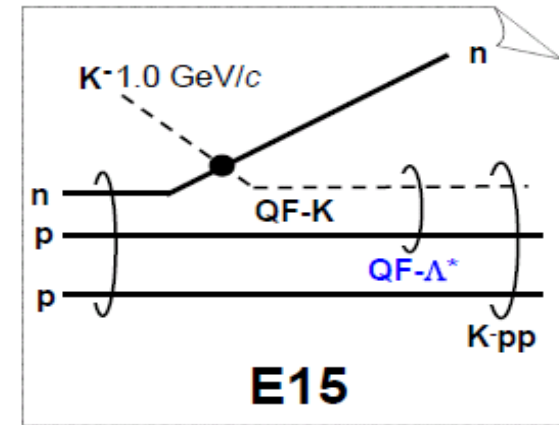 n
K- 1.0 GeV/c
n
QF-K
p
QF-Λ*
p
K-pp
E15